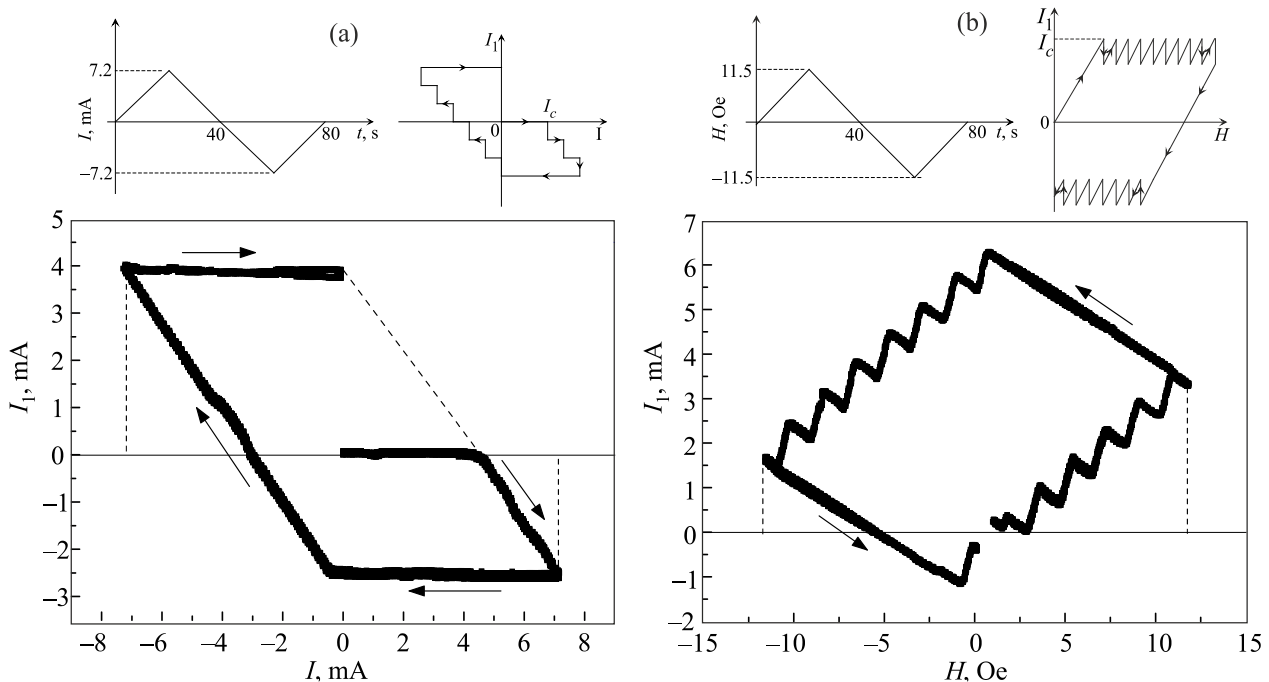 (a)
I, mA
7.2
−7.2
40
80
t, s
I1
Ic
0
I
(b)
H, Oe
11.5
−11.5
40
80
t, s
I1
Ic
0
H
I1, mA
5
4
3
2
1
0
−1
−2
−3
−8 −6 −4 −2 0 2 4 6 8
I, mA
I1, mA
7
6
5
4
3
2
1
0
−1
−2
−15 −10 −5 0 5 10 15
H, Oe